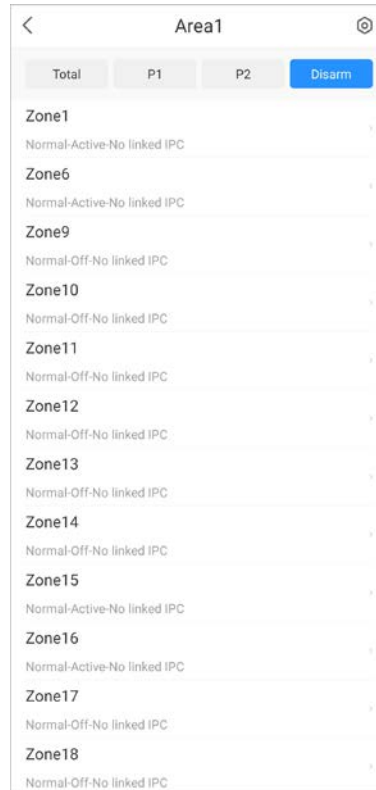 Area1
Total P1 P2 Disarm
Zone1
Normal-Active-No linked IPC
Zone6
Normal-Active-No linked IPC
Zone9
Normal-Off-No linked IPC
Zone10
Normal-Off-No linked IPC
Zone11
Normal-Off-No linked IPC
Zone12
Normal-Off-No linked IPC
Zone13
Normal-Off-No linked IPC
Zone14
Normal-Off-No linked IPC
Zone15
Normal-Active-No linked IPC
Zone16
Normal-Active-No linked IPC
Zone17
Normal-Off-No linked IPC
Zone18
Normal-Off-No linked IPC